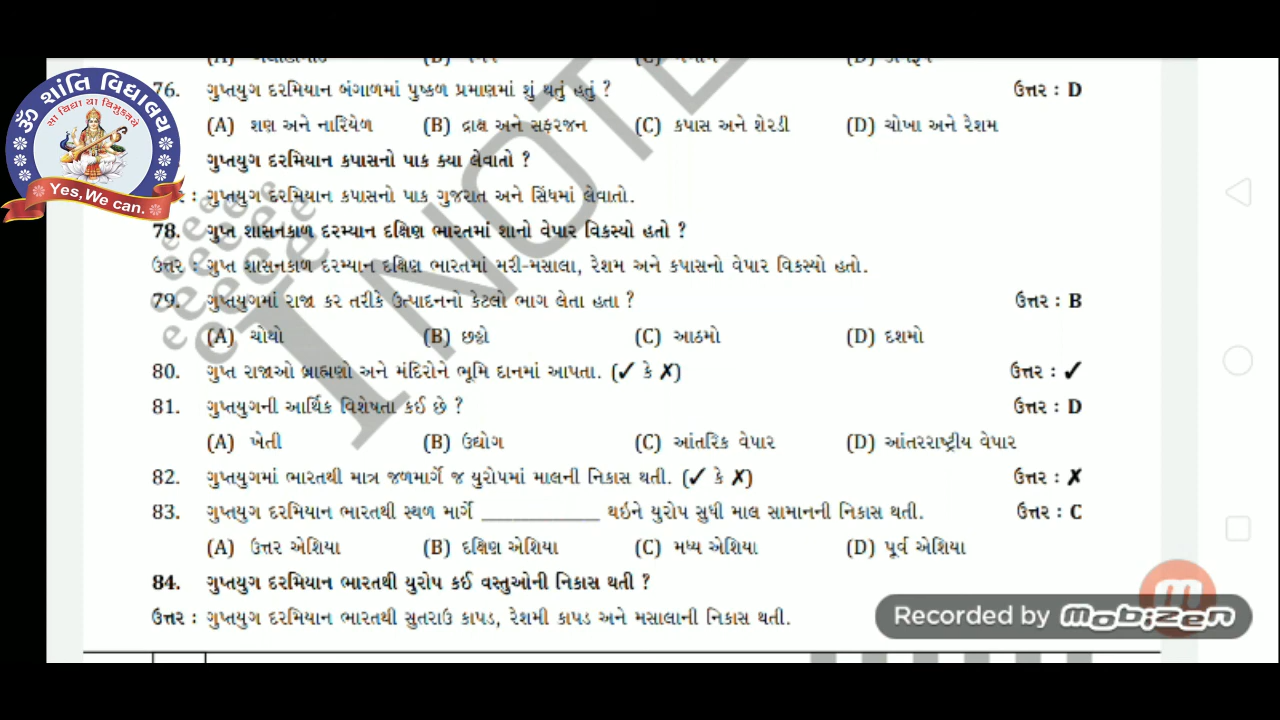 76. ગુપ્તયુગ દરમિયાન બંગાળમાં પુષ્કળ પ્રમાણમાં શું થતું હતું ? ઉત્તર : D
(A) શણ અને નારિયેળ (B) દ્રાક્ષ અને સફરજન (C) કપાસ અને શેરડી (D) ચોખા અને રેશમ
ગુપ્તયુગ દરમિયાન કપાસનો પાક ક્યા લેવાતો ?
: ગુપ્તયુગ દરમિયાન કપાસનો પાક ગુજરાત અને સિંધમાં લેવાતો.
78. ગુપ્ત શાસનકાળ દરમ્યાન દક્ષિણ ભારતમાં શાનો વેપાર વિકસ્યો હતો ?
ઉત્તર : ગુપ્ત શાસનકાળ દરમ્યાન દક્ષિણ ભારતમાં મરી-મસાલા, રેશમ અને કપાસનો વેપાર વિકસ્યો હતો.
79. ગુપ્તયુગમાં રાજા કર તરીકે ઉત્પાદનનો કેટલો ભાગ લેતા હતા ? ઉત્તર : B
(A) ચોથો (B) છઠ્ઠો (C) આઠમો (D) દશમો
80. ગુપ્ત રાજાઓ બ્રાહ્મણો અને મંદિરોને ભૂમિ દાનમાં આપતા. (✓ કે ✗) ઉત્તર : ✓
81. ગુપ્તયુગની આર્થિક વિશેષતા કઈ છે ? ઉત્તર : D
(A) ખેતી (B) ઉદ્યોગ (C) આંતરિક વેપાર (D) આંતરરાષ્ટ્રીય વેપાર
82. ગુપ્તયુગમાં ભારતથી માત્ર જળમાર્ગે જ યુરોપમાં માલની નિકાસ થતી. (✓ કે ✗) ઉત્તર : ✗
83. ગુપ્તયુગ દરમિયાન ભારતથી સ્થળ માર્ગે ____________ થઇને યુરોપ સુધી માલ સામાનની નિકાસ થતી. ઉત્તર : C
(A) ઉત્તર એશિયા (B) દક્ષિણ એશિયા (C) મધ્ય એશિયા (D) પૂર્વ એશિયા
84. ગુપ્તયુગ દરમિયાન ભારતથી યુરોપ કઈ વસ્તુઓની નિકાસ થતી ?
ઉત્તર : ગુપ્તયુગ દરમિયાન ભારતથી સુતરાઉ કાપડ, રેશમી કાપડ અને મસાલાની નિકાસ થતી.
ૐ શાંતિ વિદ્યાલય
सा विद्या या विमुक्तये
Yes, We can.
I NOTE
Recorded by mobizen